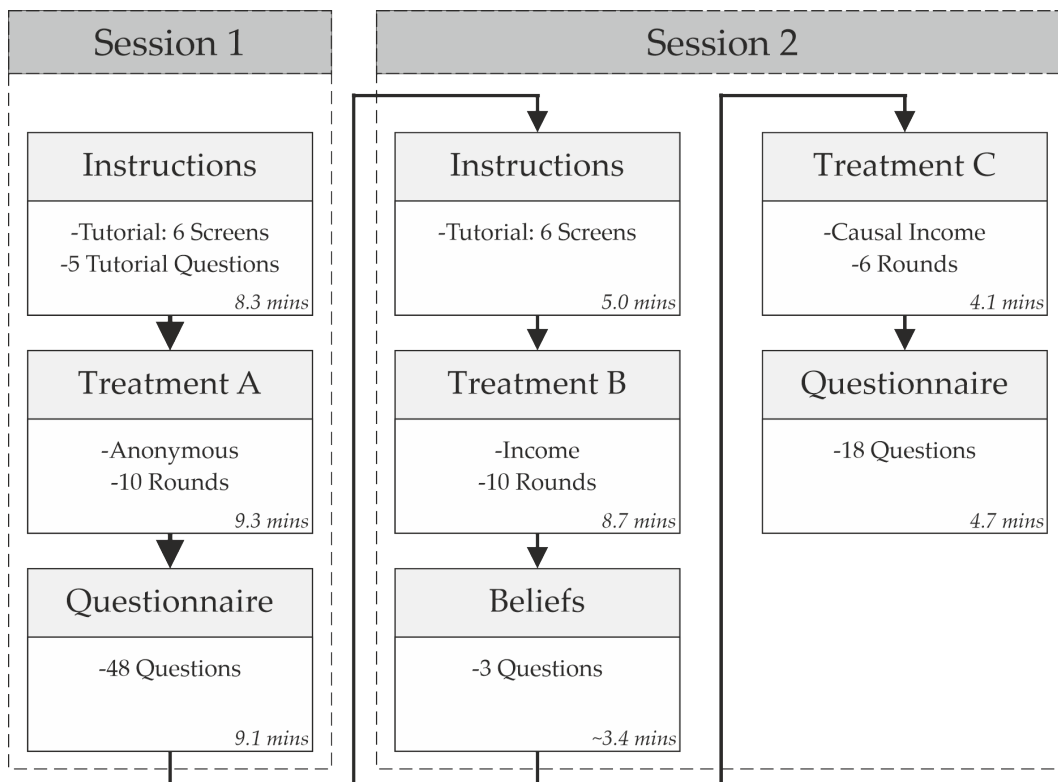 Session 1
Instructions
-Tutorial: 6 Screens
-5 Tutorial Questions
8.3 mins
Treatment A
-Anonymous
-10 Rounds
9.3 mins
Questionnaire
-48 Questions
9.1 mins
Session 2
Instructions
-Tutorial: 6 Screens
5.0 mins
Treatment B
-Income
-10 Rounds
8.7 mins
Beliefs
-3 Questions
~3.4 mins
Treatment C
-Causal Income
-6 Rounds
4.1 mins
Questionnaire
-18 Questions
4.7 mins